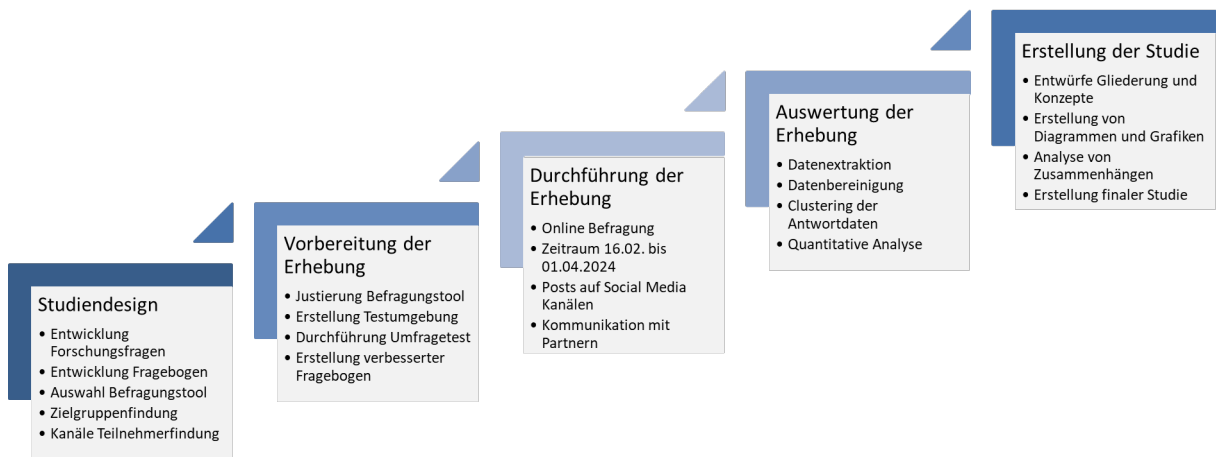 Studiendesign
• Entwicklung
Forschungsfragen
• Entwicklung Fragebogen
• Auswahl Befragungstool
• Zielgruppenfindung
• Kanäle Teilnehmerfindung
Vorbereitung der
Erhebung
• Justierung Befragungstool
• Erstellung Testumgebung
• Durchführung Umfragetest
• Erstellung verbesserter
Fragebogen
Durchführung der
Erhebung
• Online Befragung
• Zeitraum 16.02. bis
01.04.2024
• Posts auf Social Media
Kanälen
• Kommunikation mit
Partnern
Auswertung der
Erhebung
• Datenextraktion
• Datenbereinigung
• Clustering der
Antwortdaten
• Quantitative Analyse
Erstellung der Studie
• Entwürfe Gliederung und
Konzepte
• Erstellung von
Diagrammen und Grafiken
• Analyse von
Zusammenhängen
• Erstellung finaler Studie